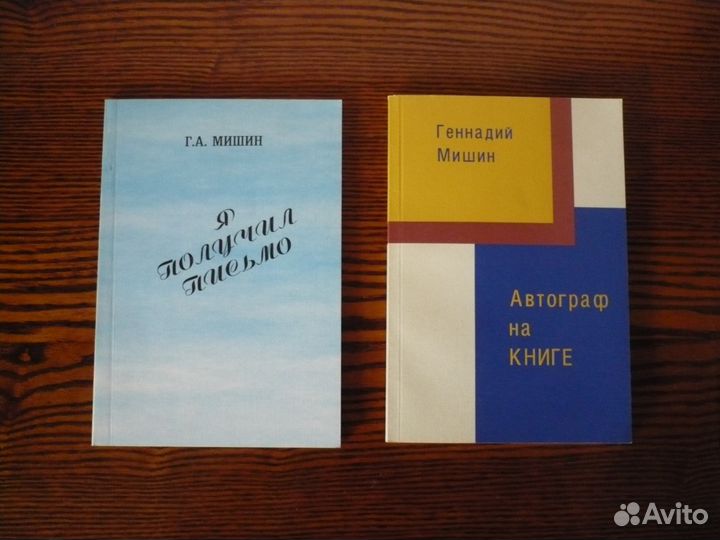 Г.А. МИШИН
Я
ПОЛУЧИЛ
ПИСЬМО
Геннадий
Мишин
Автограф
на
КНИГЕ
Avito